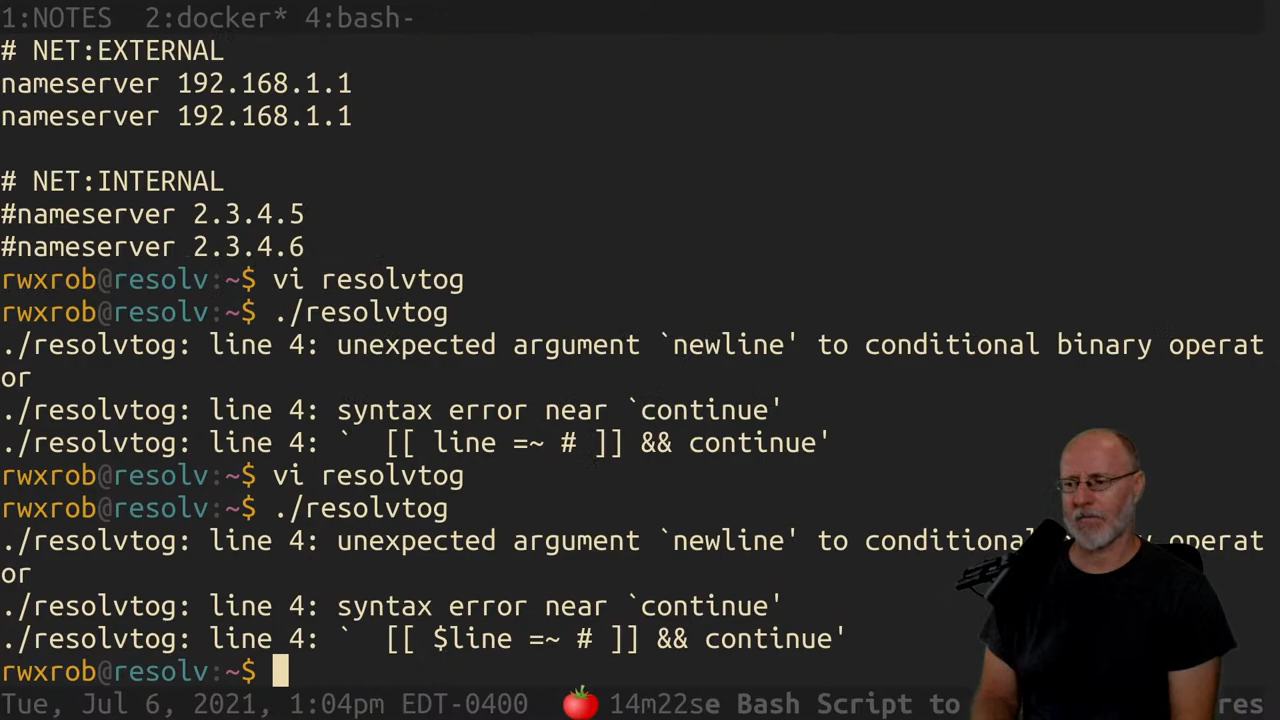 1:NOTES  2:docker* 4:bash-
# NET:EXTERNAL
nameserver 192.168.1.1
nameserver 192.168.1.1
# NET:INTERNAL
#nameserver 2.3.4.5
#nameserver 2.3.4.6
rwxrob@resolv:~$ vi resolvtog
rwxrob@resolv:~$ ./resolvtog
./resolvtog: line 4: unexpected argument `newline' to conditional binary operat
or
./resolvtog: line 4: syntax error near `continue'
./resolvtog: line 4: `  [[ line =~ # ]] && continue'
rwxrob@resolv:~$ vi resolvtog
rwxrob@resolv:~$ ./resolvtog
./resolvtog: line 4: unexpected argument `newline' to conditional binary operat
or
./resolvtog: line 4: syntax error near `continue'
./resolvtog: line 4: `  [[ $line =~ # ]] && continue'
rwxrob@resolv:~$
Tue, Jul 6, 2021, 1:04pm EDT-0400 🍅 14m22se Bash Script to res